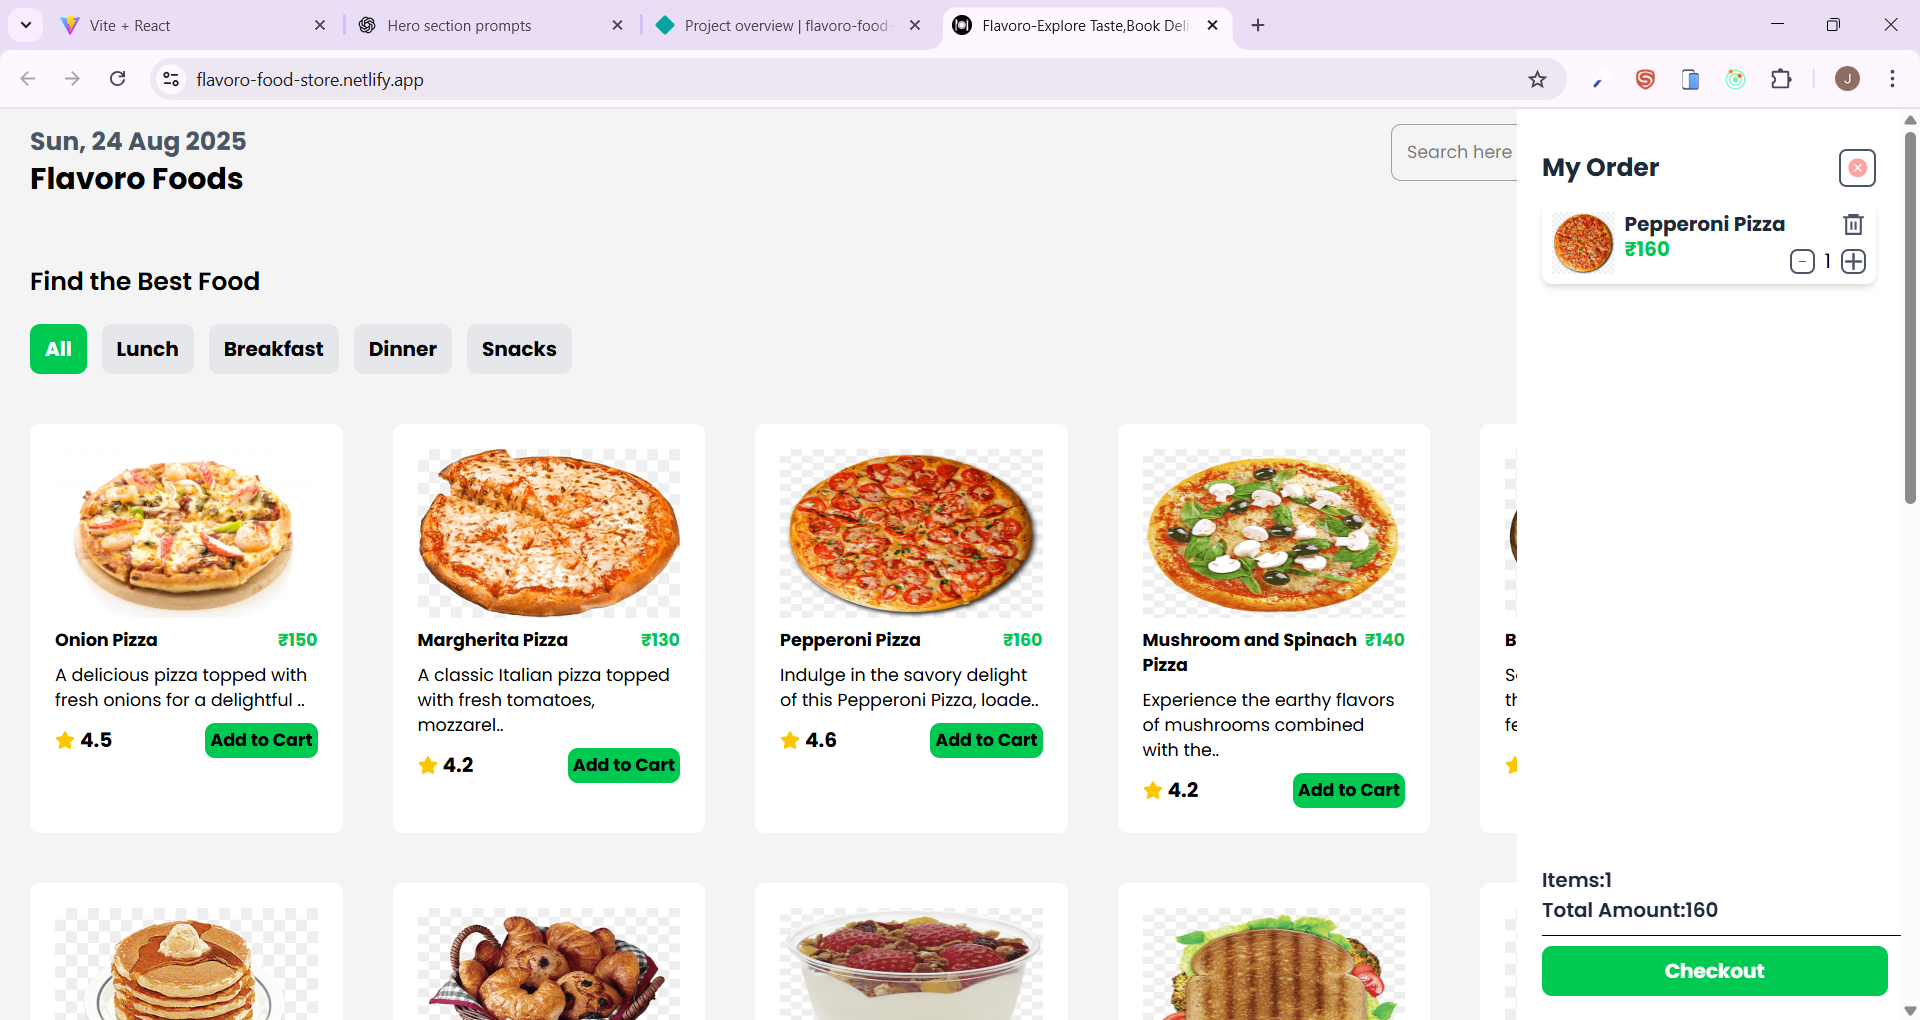 Vite + React
Hero section prompts
Project overview | flavoro-food-
Flavoro-Explore Taste,Book Deli
flavoro-food-store.netlify.app
J
Sun, 24 Aug 2025
Flavoro Foods
Search here
Find the Best Food
All
Lunch
Breakfast
Dinner
Snacks
Onion Pizza ₹150
A delicious pizza topped with
fresh onions for a delightful ..
4.5 Add to Cart
Margherita Pizza ₹130
A classic Italian pizza topped
with fresh tomatoes,
mozzarel..
4.2 Add to Cart
Pepperoni Pizza ₹160
Indulge in the savory delight
of this Pepperoni Pizza, loade..
4.6 Add to Cart
Mushroom and Spinach ₹140
Pizza
Experience the earthy flavors
of mushrooms combined
with the..
4.2 Add to Cart
B
th
fe
My Order
Pepperoni Pizza
₹160
- 1 +
Items:1
Total Amount:160
Checkout